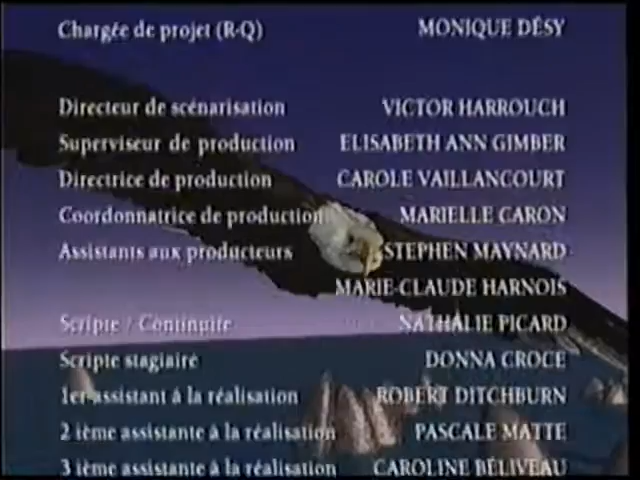 Chargée de projet (R-Q) MONIQUE DÉSY
Directeur de scénarisation VICTOR HARROUCH
Superviseur de production ELISABETH ANN GIMBER
Directrice de production CAROLE VAILLANCOURT
Coordonnatrice de production MARIELLE CARON
Assistants aux producteurs STEPHEN MAYNARD
MARIE-CLAUDE HARNOIS
Scripte / Continuité NATHALIE PICARD
Scripte stagiaire DONNA CROCE
1er assistant à la réalisation ROBERT DITCHBURN
2 ième assistante à la réalisation PASCALE MATTE
3 ième assistante à la réalisation CAROLINE BÉLIVEAU